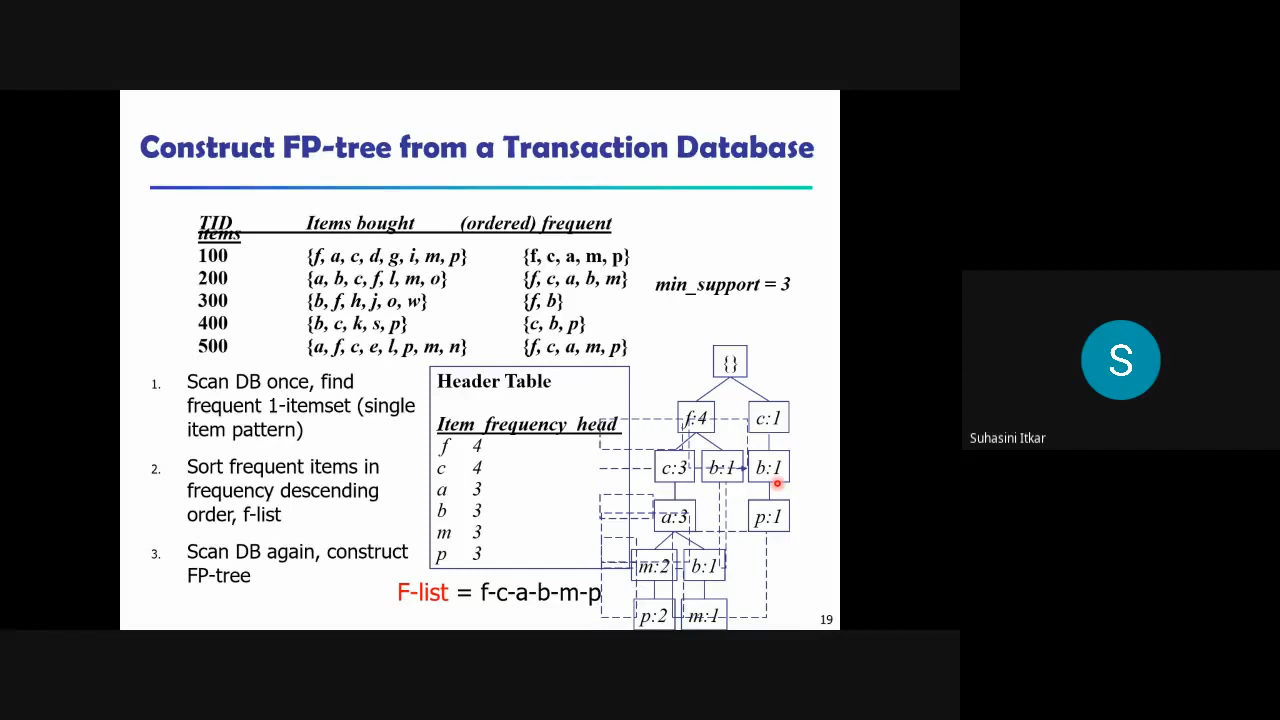 Construct FP-tree from a Transaction Database
TID Items bought (ordered) frequent
items
100 {f, a, c, d, g, i, m, p} {f, c, a, m, p}
200 {a, b, c, f, l, m, o} {f, c, a, b, m}
300 {b, f, h, j, o, w} {f, b}
400 {b, c, k, s, p} {c, b, p}
500 {a, f, c, e, l, p, m, n} {f, c, a, m, p}
min_support = 3
1. Scan DB once, find
frequent 1-itemset (single
item pattern)
2. Sort frequent items in
frequency descending
order, f-list
3. Scan DB again, construct
FP-tree
Header Table
Item frequency head
f 4
c 4
a 3
b 3
m 3
p 3
F-list = f-c-a-b-m-p
{}
f:4 c:1
c:3 b:1 b:1
a:3 p:1
m:2 b:1
p:2 m:1
19
S
Suhasini Itkar